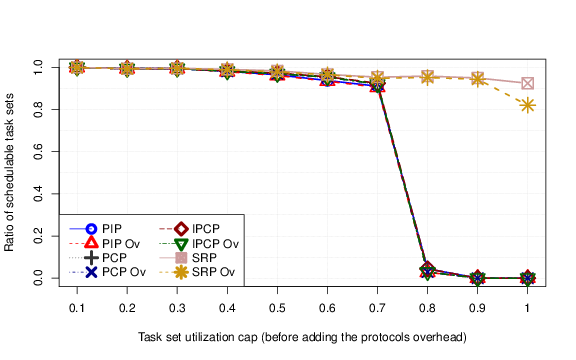 Ratio of schedulable task sets
1.0
0.8
0.6
0.4
0.2
0.0
PIP
PIP Ov
PCP
PCP Ov
IPCP
IPCP Ov
SRP
SRP Ov
0.1 0.2 0.3 0.4 0.5 0.6 0.7 0.8 0.9 1
Task set utilization cap (before adding the protocols overhead)